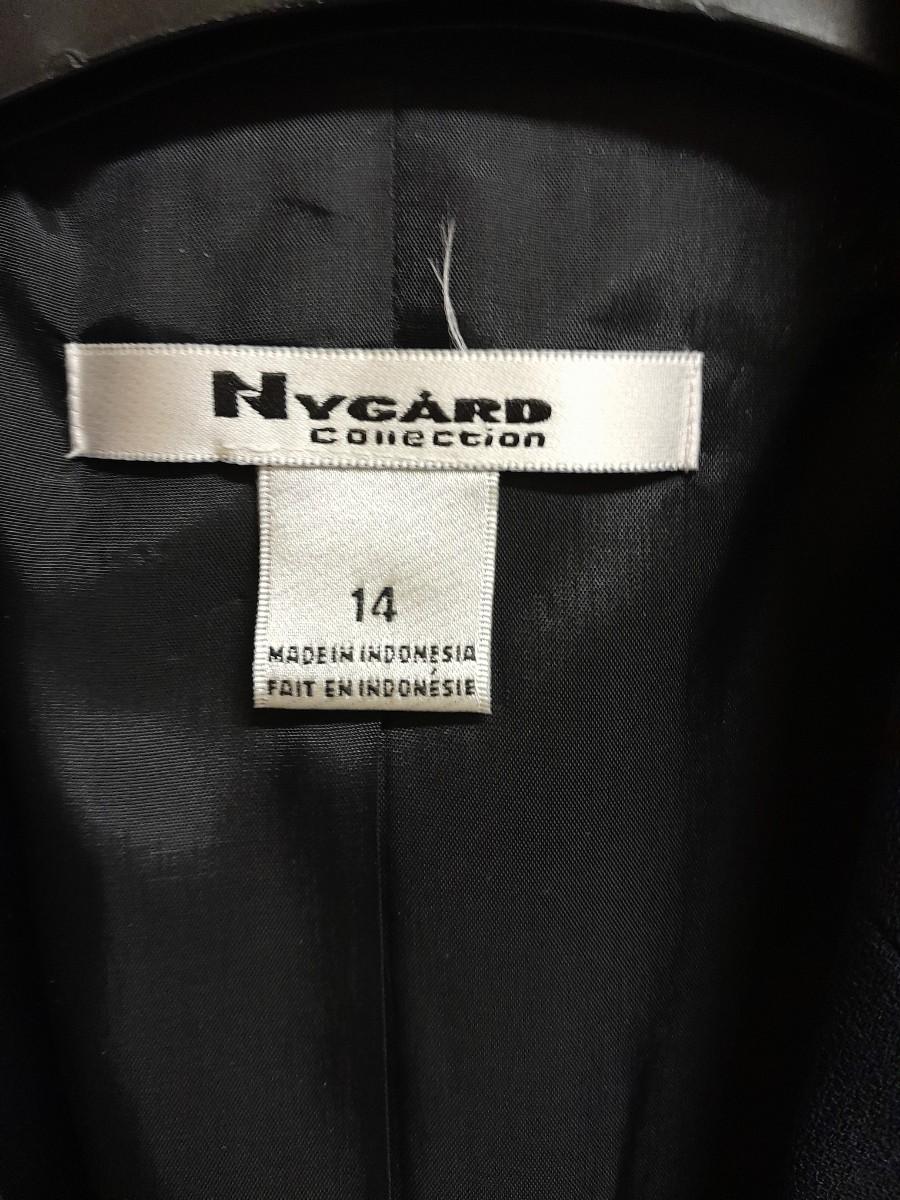 NYGÅRD
Collection
14
MADE IN INDONESIA
FAIT EN INDONÉSIE